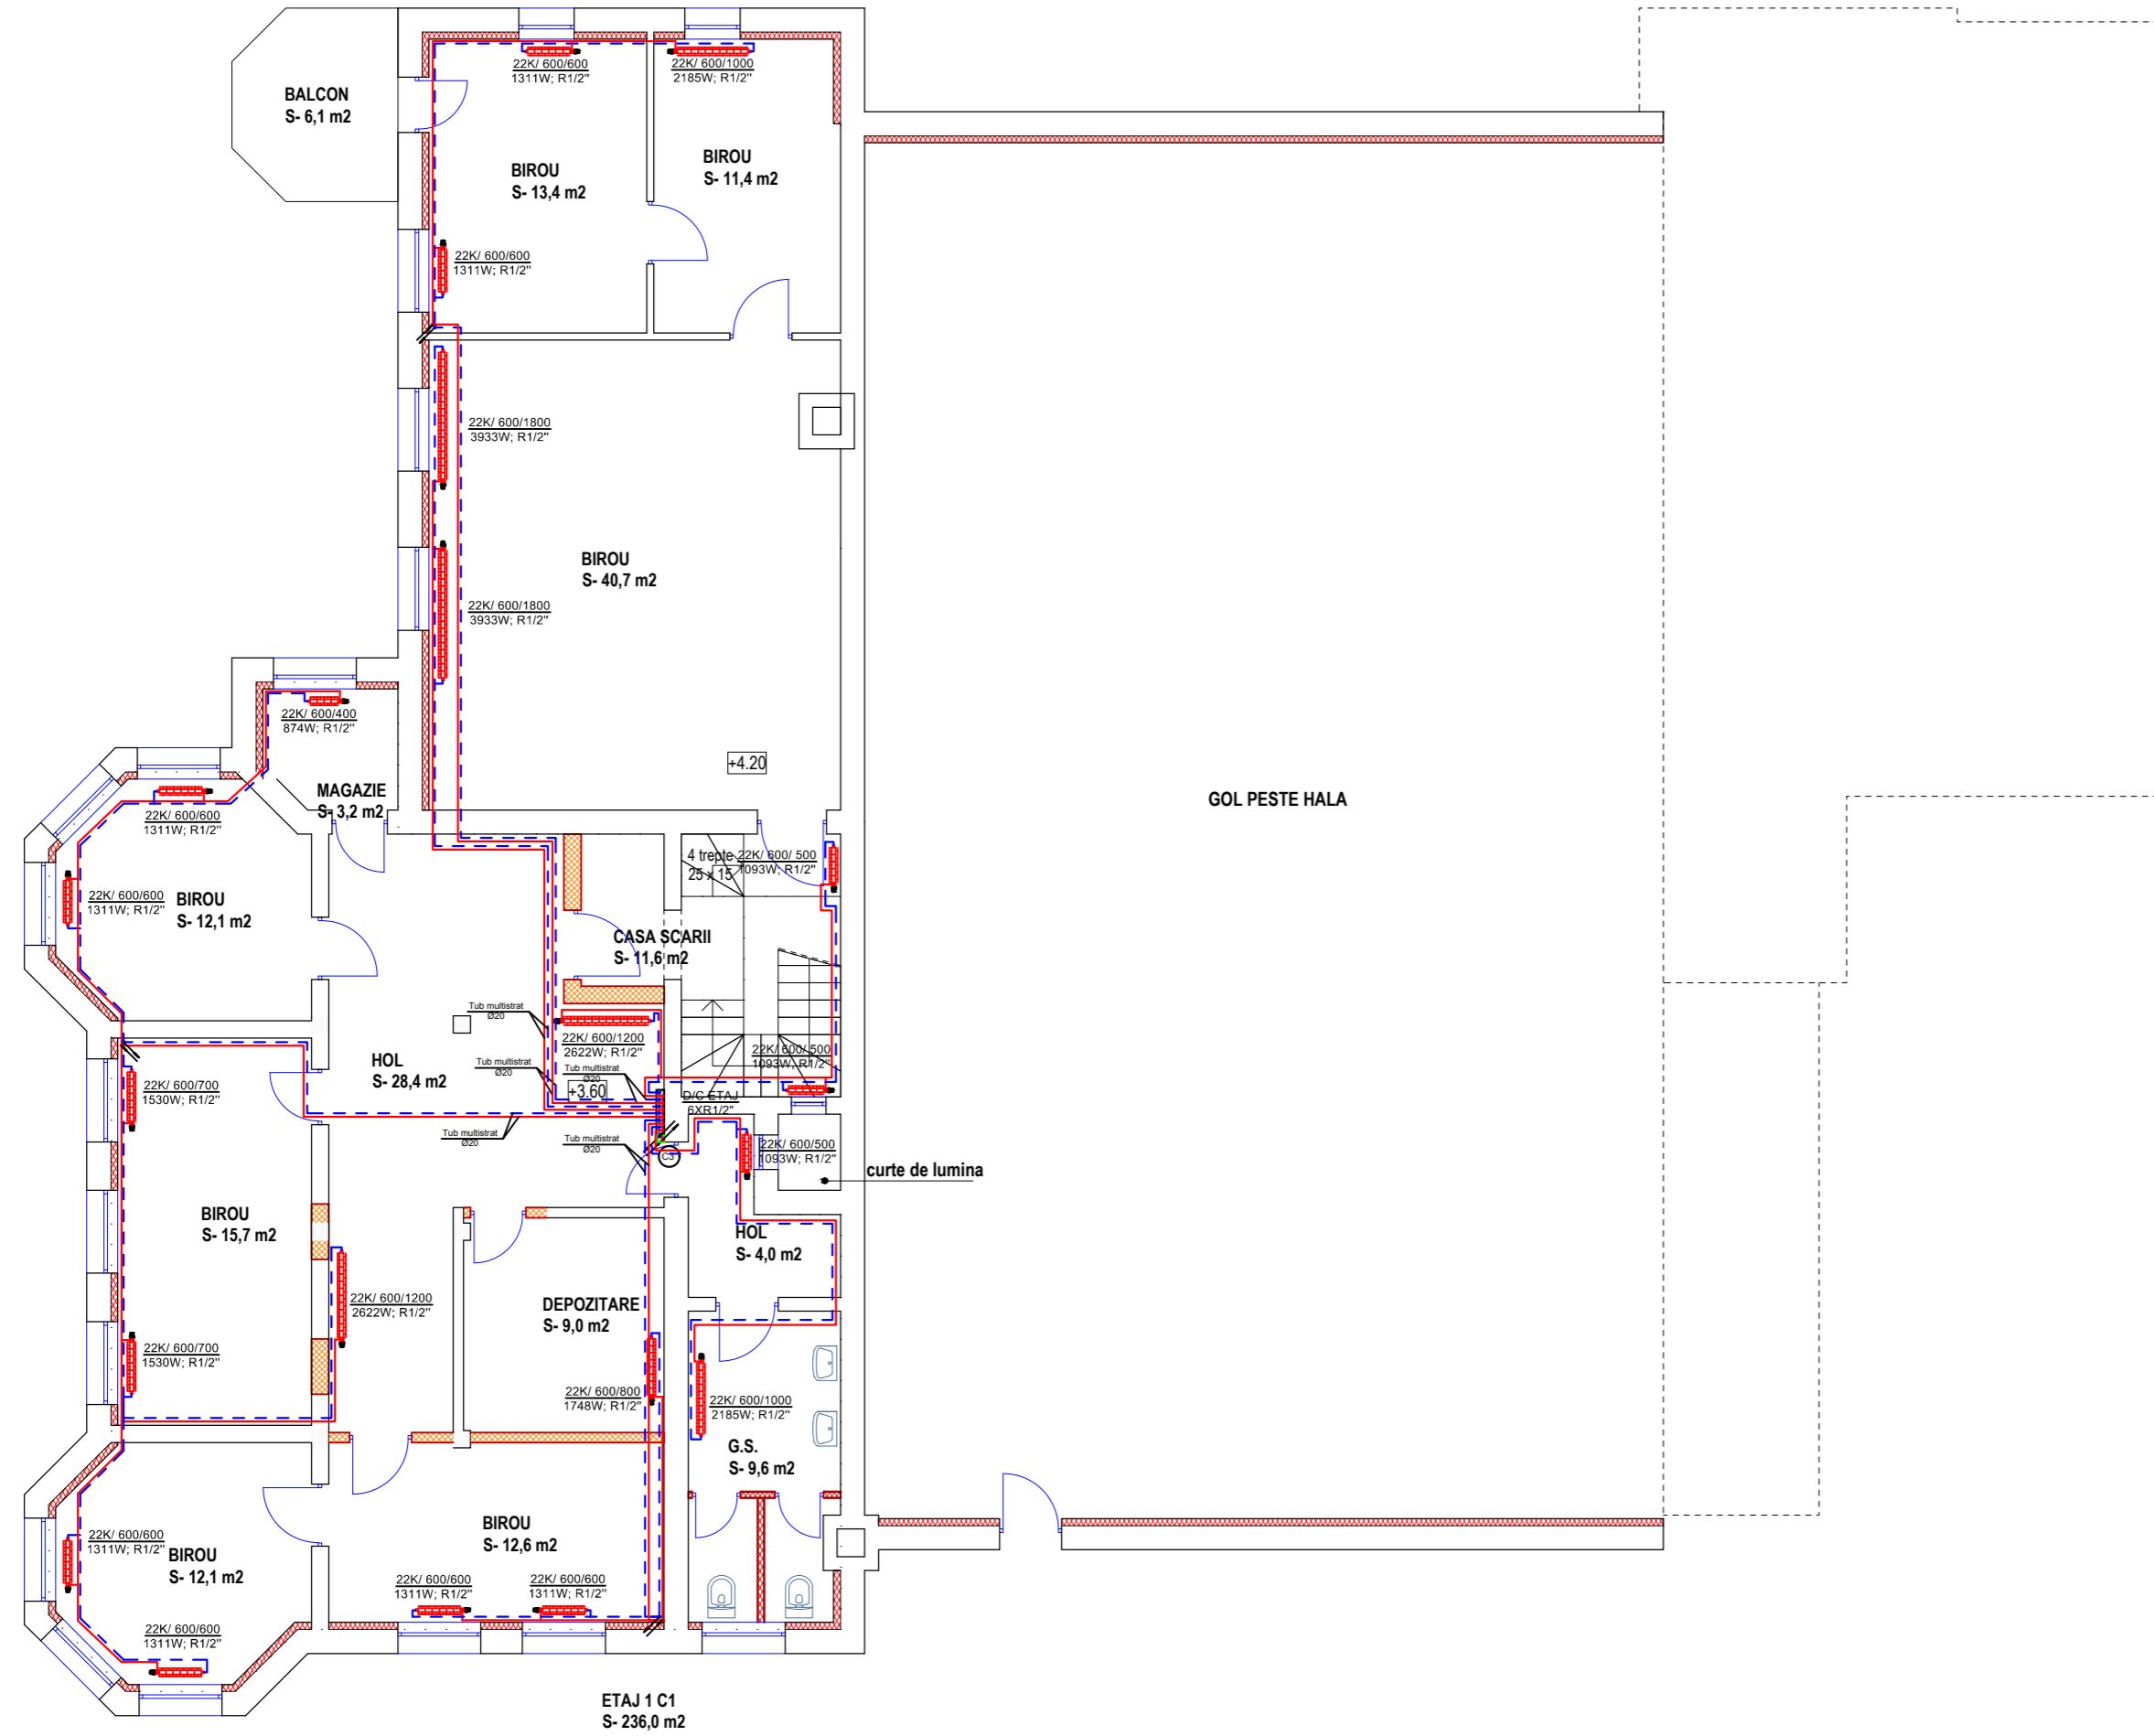 22K/ 600/600
1311W; R1/2"
22K/ 600/1000
2185W; R1/2"
BALCON
S- 6,1 m2
BIROU
S- 13,4 m2
BIROU
S- 11,4 m2
22K/ 600/600
1311W; R1/2"
22K/ 600/1800
3933W; R1/2"
BIROU
S- 40,7 m2
22K/ 600/1800
3933W; R1/2"
22K/ 600/400
874W; R1/2"
+4.20
MAGAZIE
S- 3,2 m2
GOL PESTE HALA
22K/ 600/600
1311W; R1/2"
4 trepte
25 x 15
22K/ 600/ 500
1093W; R1/2"
22K/ 600/600
1311W; R1/2"
BIROU
S- 12,1 m2
CASA SCARII
S- 11,6 m2
Tub multistrat
Ø20
22K/ 600/1200
2622W; R1/2"
22K/ 600/ 500
1093W; R1/2"
HOL
S- 28,4 m2
Tub multistrat
Ø20
Tub multistrat
Ø20
+3.60
22K/ 600/700
1530W; R1/2"
D/C ETAJ
6XR1/2"
Tub multistrat
Ø20
Tub multistrat
Ø20
C3
22K/ 600/500
1093W; R1/2"
curte de lumina
BIROU
S- 15,7 m2
HOL
S- 4,0 m2
22K/ 600/1200
2622W; R1/2"
DEPOZITARE
S- 9,0 m2
22K/ 600/700
1530W; R1/2"
22K/ 600/800
1748W; R1/2"
22K/ 600/1000
2185W; R1/2"
G.S.
S- 9,6 m2
22K/ 600/600
1311W; R1/2"
BIROU
S- 12,1 m2
BIROU
S- 12,6 m2
22K/ 600/600
1311W; R1/2"
22K/ 600/600
1311W; R1/2"
22K/ 600/600
1311W; R1/2"
ETAJ 1 C1
S- 236,0 m2